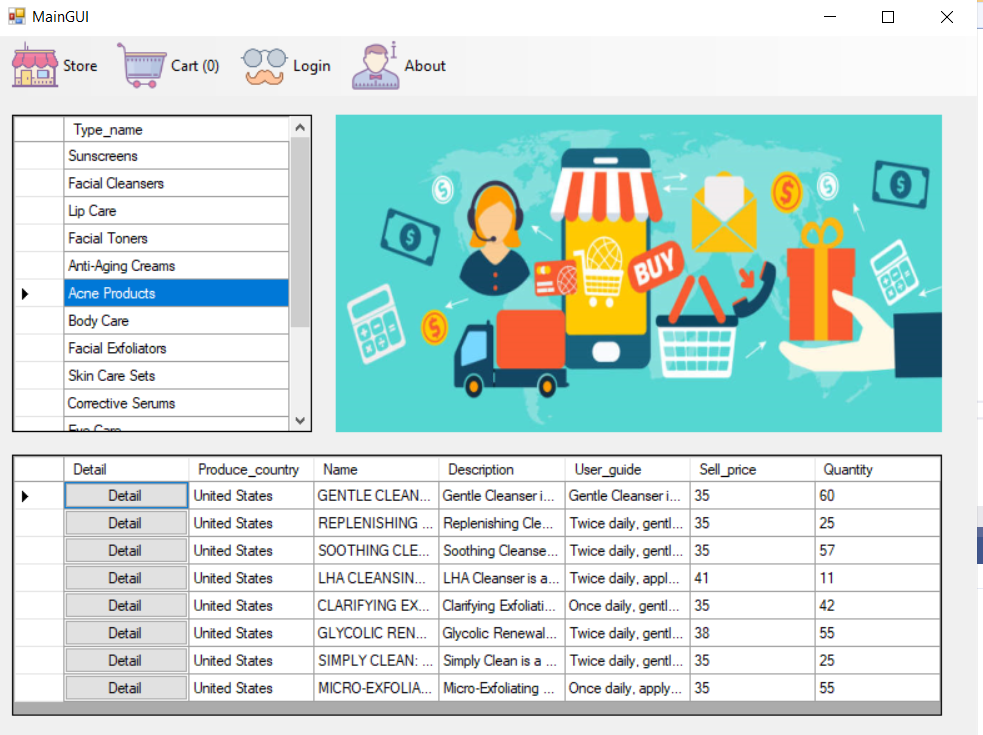 MainGUI
Store Cart (0) Login About
Type_name
Sunscreens
Facial Cleansers
Lip Care
Facial Toners
Anti-Aging Creams
Acne Products
Body Care
Facial Exfoliators
Skin Care Sets
Corrective Serums
Eye Care
BUY
Detail Produce_country Name Description User_guide Sell_price Quantity
Detail United States GENTLE CLEAN... Gentle Cleanser i... Gentle Cleanser i... 35 60
Detail United States REPLENISHING ... Replenishing Cle... Twice daily, gentl... 35 25
Detail United States SOOTHING CLE... Soothing Cleanse... Twice daily, gentl... 35 57
Detail United States LHA CLEANSIN... LHA Cleanser is a... Twice daily, appl... 41 11
Detail United States CLARIFYING EX... Clarifying Exfoliati... Once daily, gentl... 35 42
Detail United States GLYCOLIC REN... Glycolic Renewal... Twice daily, gentl... 38 55
Detail United States SIMPLY CLEAN: ... Simply Clean is a ... Twice daily, gentl... 35 25
Detail United States MICRO-EXFOLIA... Micro-Exfoliating ... Once daily, apply... 35 55